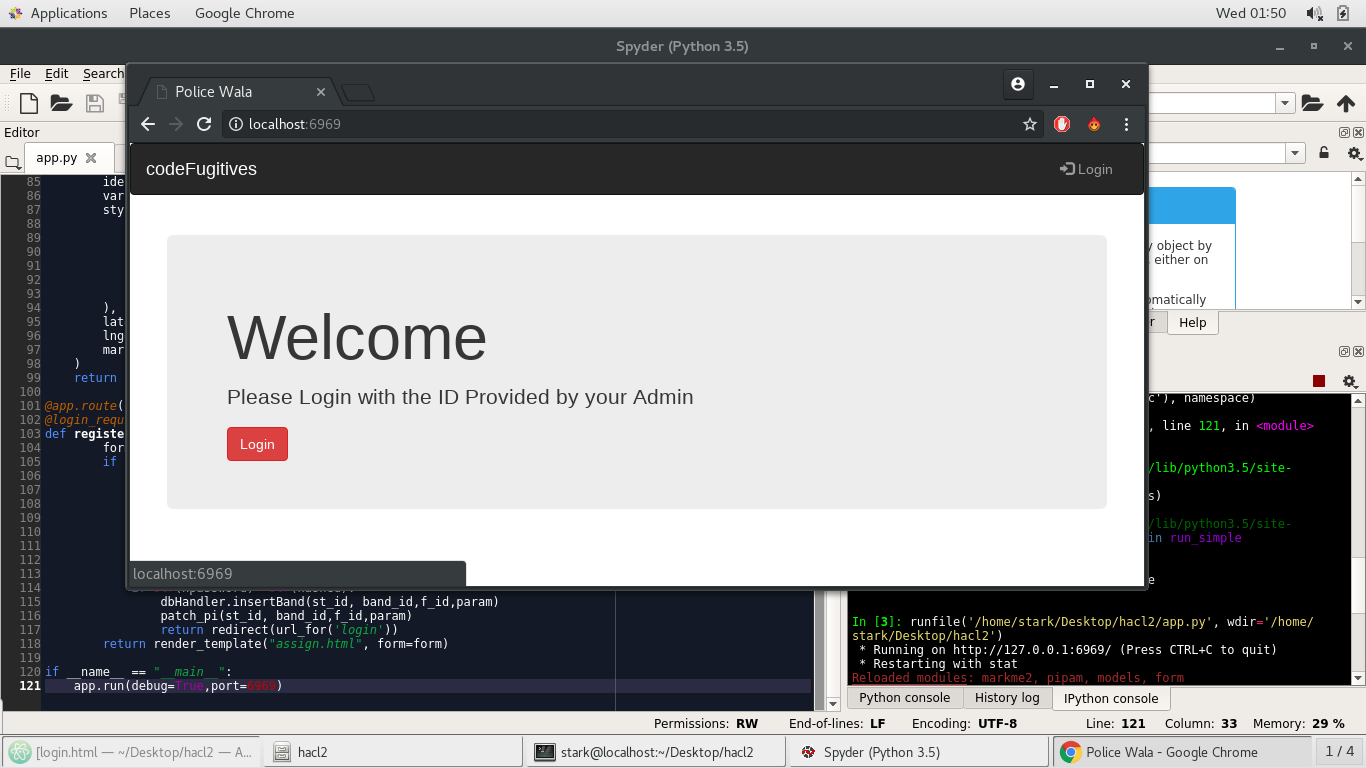 Applications Places Google Chrome Wed 01:50
Spyder (Python 3.5)
File Edit Search
Police Wala
localhost:6969
Editor
app.py
codeFugitives Login
Welcome
Please Login with the ID Provided by your Admin
Login
localhost:6969
85 ide
86 var
87 sty
88
89
90
91
92
93
94 ),
95 lat
96 lng
97 mar
98 )
99 return
100
101 @app.route(
102 @login_requ
103 def registe
104 for
105 if
106
107
108
109
110
111
112
113
114
115 dbHandler.insertBand(st_id, band_id,f_id,param)
116 patch_pi(st_id, band_id,f_id,param)
117 return redirect(url_for('login'))
118 return render_template("assign.html", form=form)
119
120 if __name__ == "__main__":
121 app.run(debug=True,port=6969)
y object by
either on
omatically
Help
c'), namespace)
, line 121, in <module>
/lib/python3.5/site-
s)
/lib/python3.5/site-
in run_simple
e
In [3]: runfile('/home/stark/Desktop/hacl2/app.py', wdir='/home/
stark/Desktop/hacl2')
* Running on http://127.0.0.1:6969/ (Press CTRL+C to quit)
* Restarting with stat
Reloaded modules: markme2, pipam, models, form
Python console History log IPython console
Permissions: RW End-of-lines: LF Encoding: UTF-8 Line: 121 Column: 33 Memory: 29 %
[login.html — ~/Desktop/hacl2 — A... hacl2 stark@localhost:~/Desktop/hacl2 Spyder (Python 3.5) Police Wala - Google Chrome 1 / 4